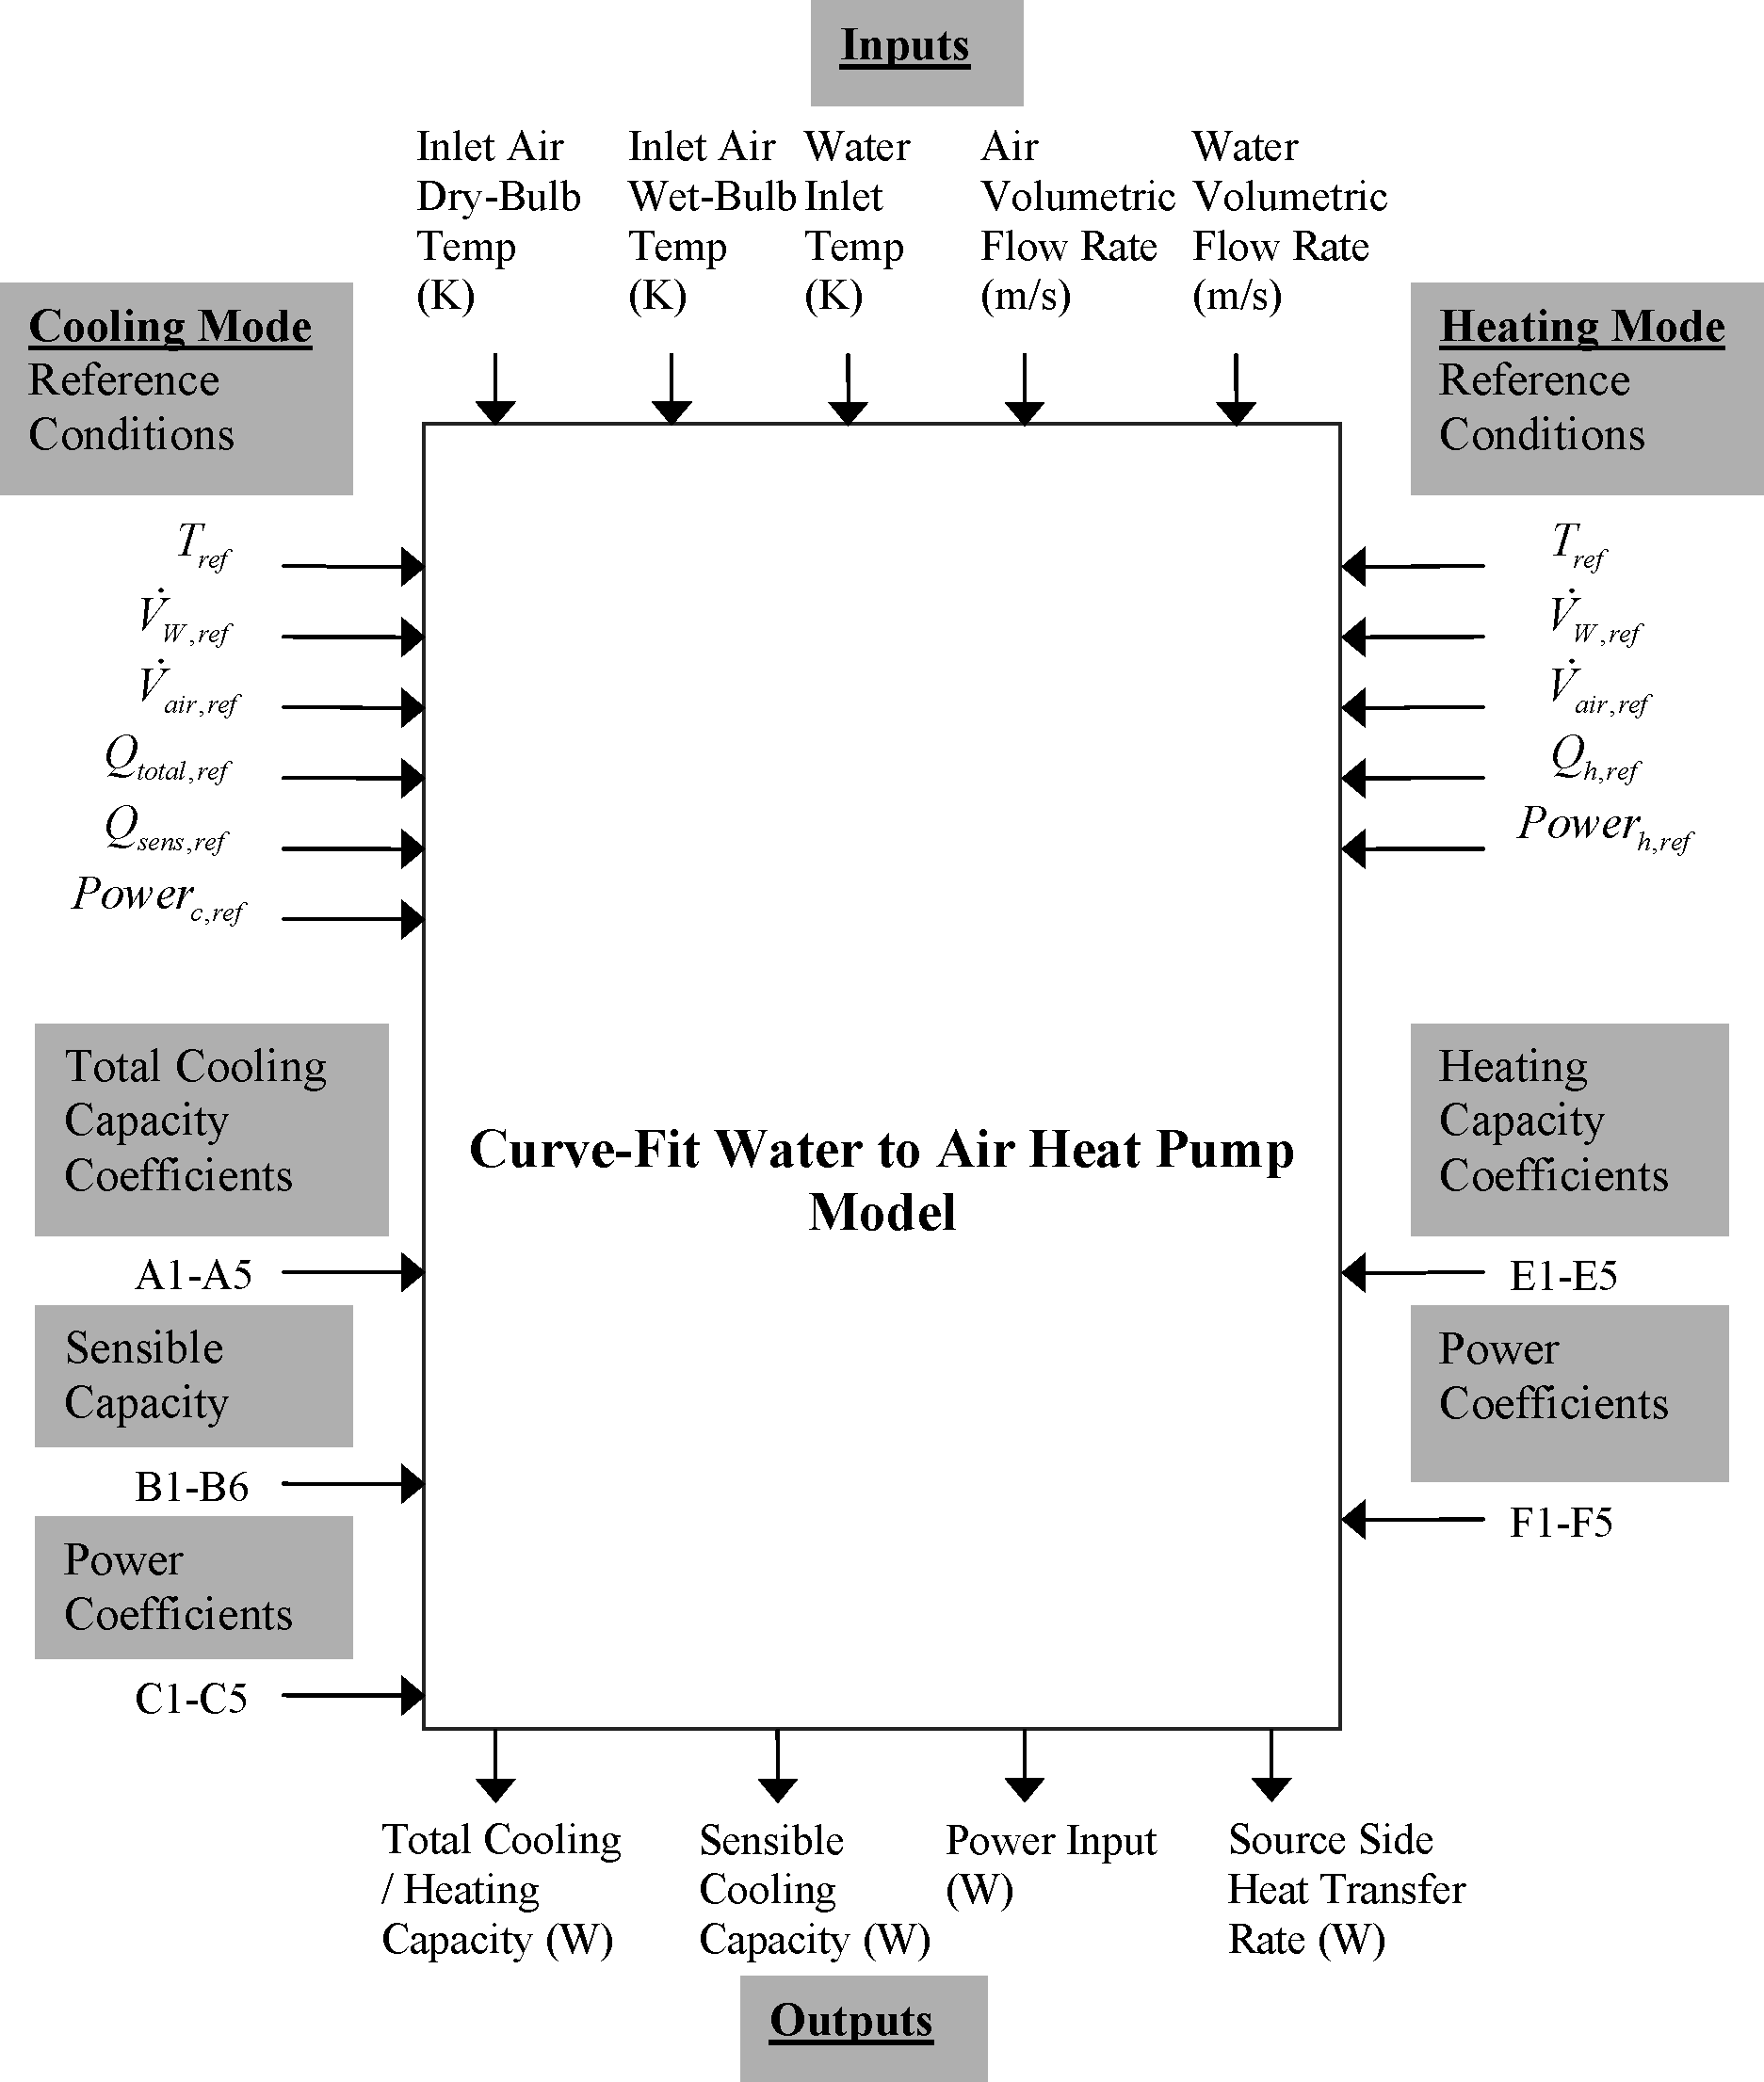 Inputs
Inlet Air
Dry-Bulb
Temp
(K)
Inlet Air
Wet-Bulb
Temp
(K)
Water
Inlet
Temp
(K)
Air
Volumetric
Flow Rate
(m/s)
Water
Volumetric
Flow Rate
(m/s)
Cooling Mode
Reference
Conditions
T_ref
V̇_W,ref
V̇_air,ref
Q_total,ref
Q_sens,ref
Power_c,ref
Total Cooling
Capacity
Coefficients
A1-A5
Sensible
Capacity
B1-B6
Power
Coefficients
C1-C5
Curve-Fit Water to Air Heat Pump
Model
Heating Mode
Reference
Conditions
T_ref
V̇_W,ref
V̇_air,ref
Q_h,ref
Power_h,ref
Heating
Capacity
Coefficients
E1-E5
Power
Coefficients
F1-F5
Total Cooling
/ Heating
Capacity (W)
Sensible
Cooling
Capacity (W)
Power Input
(W)
Source Side
Heat Transfer
Rate (W)
Outputs